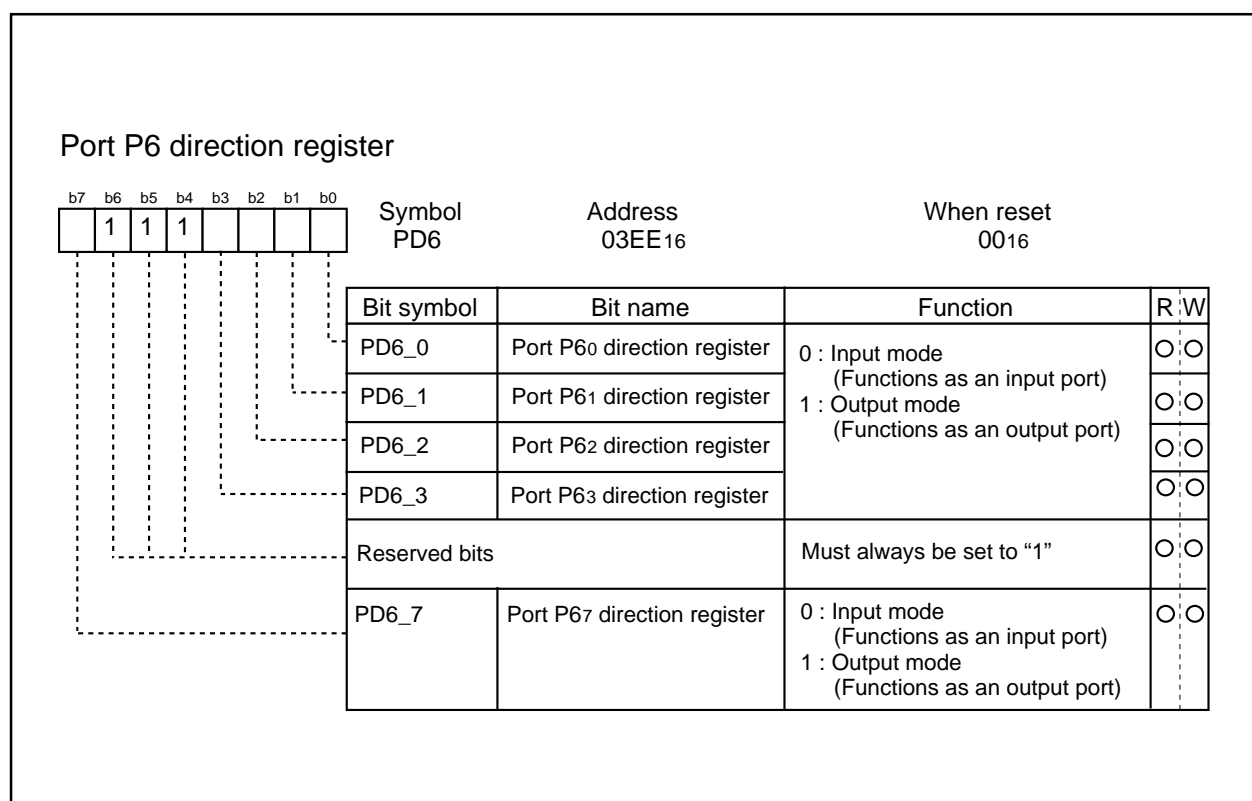 Port P6 direction register
b7 b6 b5 b4 b3 b2 b1 b0
1 1 1
Symbol Address When reset
PD6 03EE16 0016
Bit symbol Bit name Function R W
PD6_0 Port P60 direction register
0 : Input mode
(Functions as an input port)
1 : Output mode
(Functions as an output port)
PD6_1 Port P61 direction register
PD6_2 Port P62 direction register
PD6_3 Port P63 direction register
Reserved bits Must always be set to “1”
PD6_7 Port P67 direction register
0 : Input mode
(Functions as an input port)
1 : Output mode
(Functions as an output port)